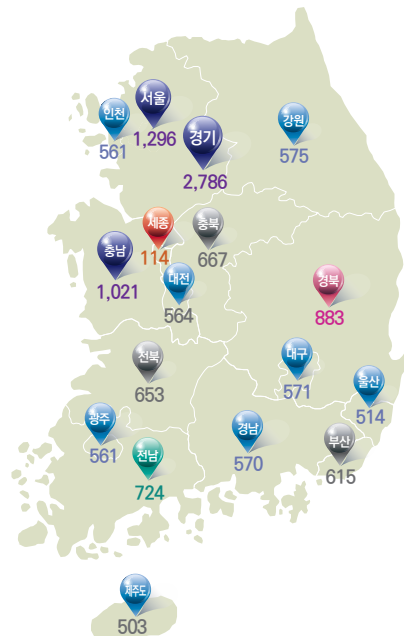 서울
1,296
인천
561
경기
2,786
강원
575
세종
114
충북
667
충남
1,021
대전
564
경북
883
전북
653
대구
571
울산
514
광주
561
전남
724
경남
570
부산
615
제주도
503